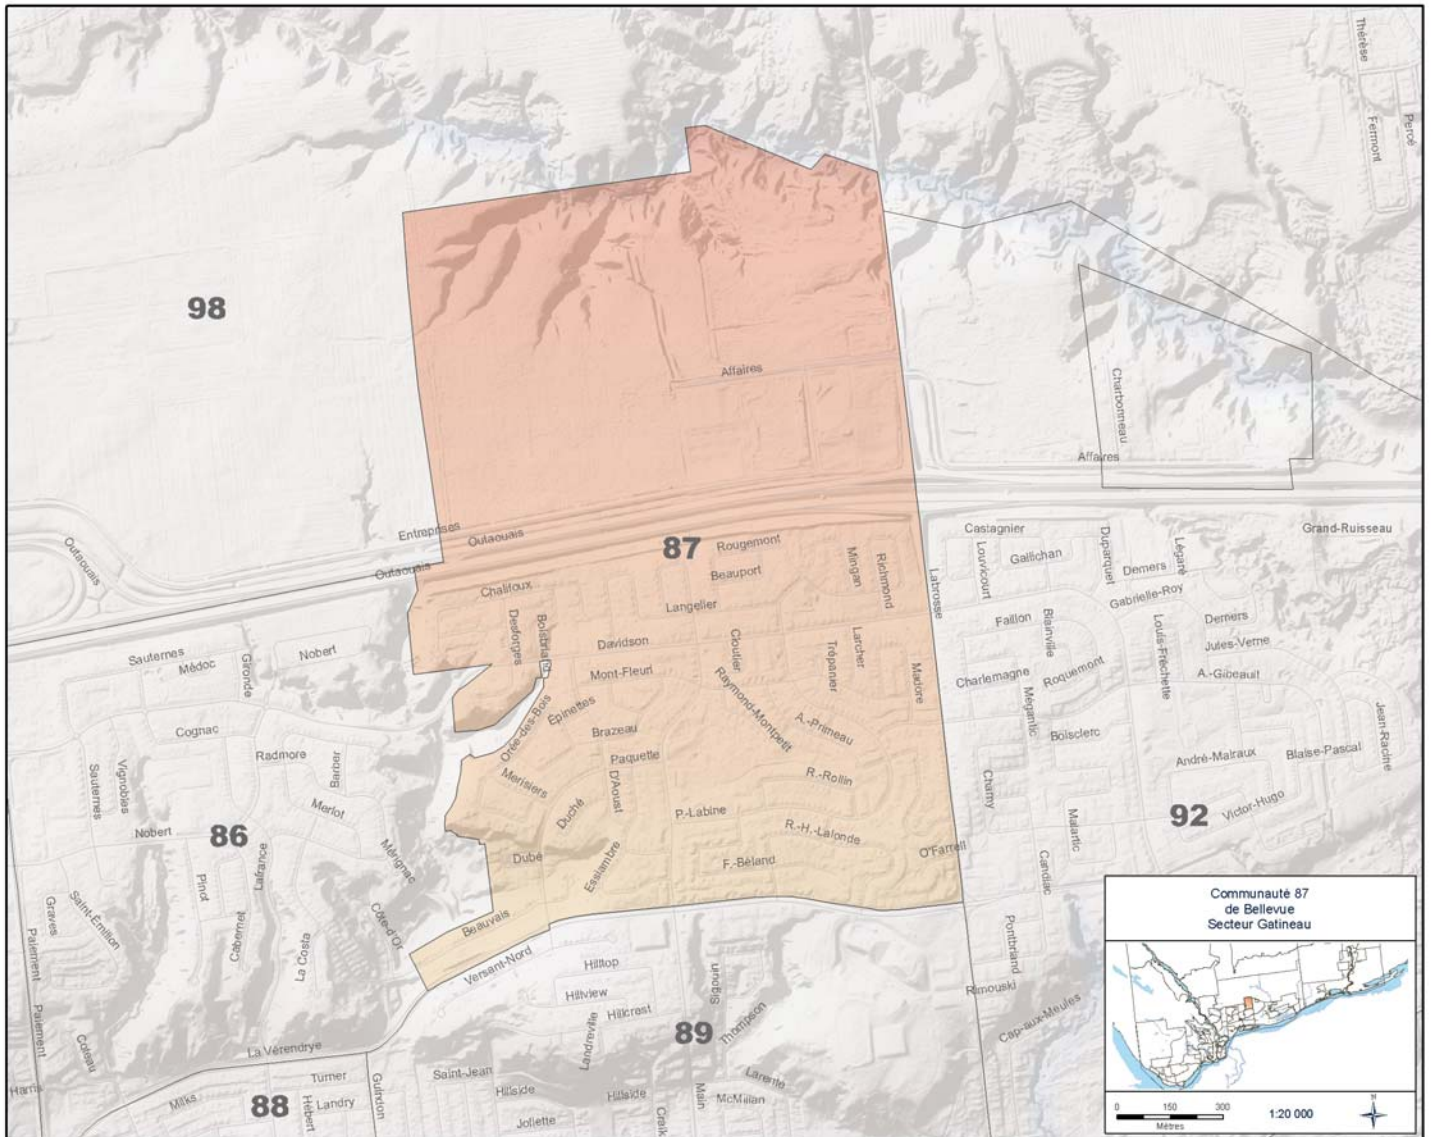 Thérèse
Fermont
Percé
98
Affaires
Charbonneau
Affaires
Entreprises
Outaouais
Outaouais
Outaouais
87
Rougemont
Beauport
Mingan
Richmond
Castagnier
Louvicourt
Gallichan
Duparquet
Légaré
Demers
Grand-Ruisseau
Chalifoux
Langelier
Labrosse
Gabrielle-Roy
Desforges
Boisbriand
Davidson
Cloutier
Trépanier
Larcher
Faillon
Blainville
Louis-Fréchette
Demers
Jules-Verne
Sauternes
Médoc
Gironde
Nobert
Mont-Fleuri
Raymond-Montpetit
Madore
Charlemagne
Mégantic
Roquemont
A.-Gibeault
Jean-Racine
Cognac
Radmore
Barber
Orée-des-Bois
Épinettes
Brazeau
A.-Primeau
Boisclerc
Sauternes
Vignobles
Merlot
Paquette
Merisiers
D'Aoust
R.-Rollin
Charny
André-Malraux
Blaise-Pascal
Nobert
86
Lafrance
Mérignac
Duché
P.-Labine
R.-H.-Lalonde
Malartic
92
Victor-Hugo
Pinot
Dubé
Essiambre
F.-Béland
O'Farrell
Candiac
Graves
Saint-Émilion
Cabernet
La Costa
Côte-d'Or
Beauvais
Versant-Nord
Paiement
Hilltop
Hillview
Hillcrest
Landreville
Sigouin
Thompson
89
Pontbriand
Rimouski
Cap-aux-Meules
Paiement
Coteau
La Vérendrye
Harris
Turner
Guindon
Saint-Jean
Larente
Milks
88
Hébert
Landry
Hillside
Hillside
Main
McMillan
Joliette
Craik
Communauté 87
de Bellevue
Secteur Gatineau
0 150 300
Mètres
1:20 000
N